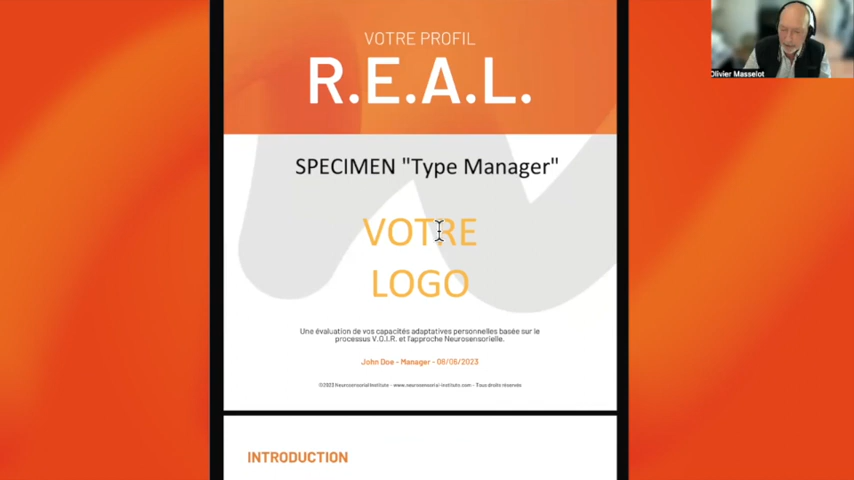 VOTRE PROFIL
R.E.A.L.
Olivier Masselot
SPECIMEN "Type Manager"
VOTRE
LOGO
Une évaluation de vos capacités adaptatives personnelles basée sur le
processus V.O.I.R. et l'approche Neurosensorielle.
John Doe - Manager - 08/06/2023
©2023 Neurosensorial Institute - www.neurosensorial-institute.com - Tous droits réservés
INTRODUCTION